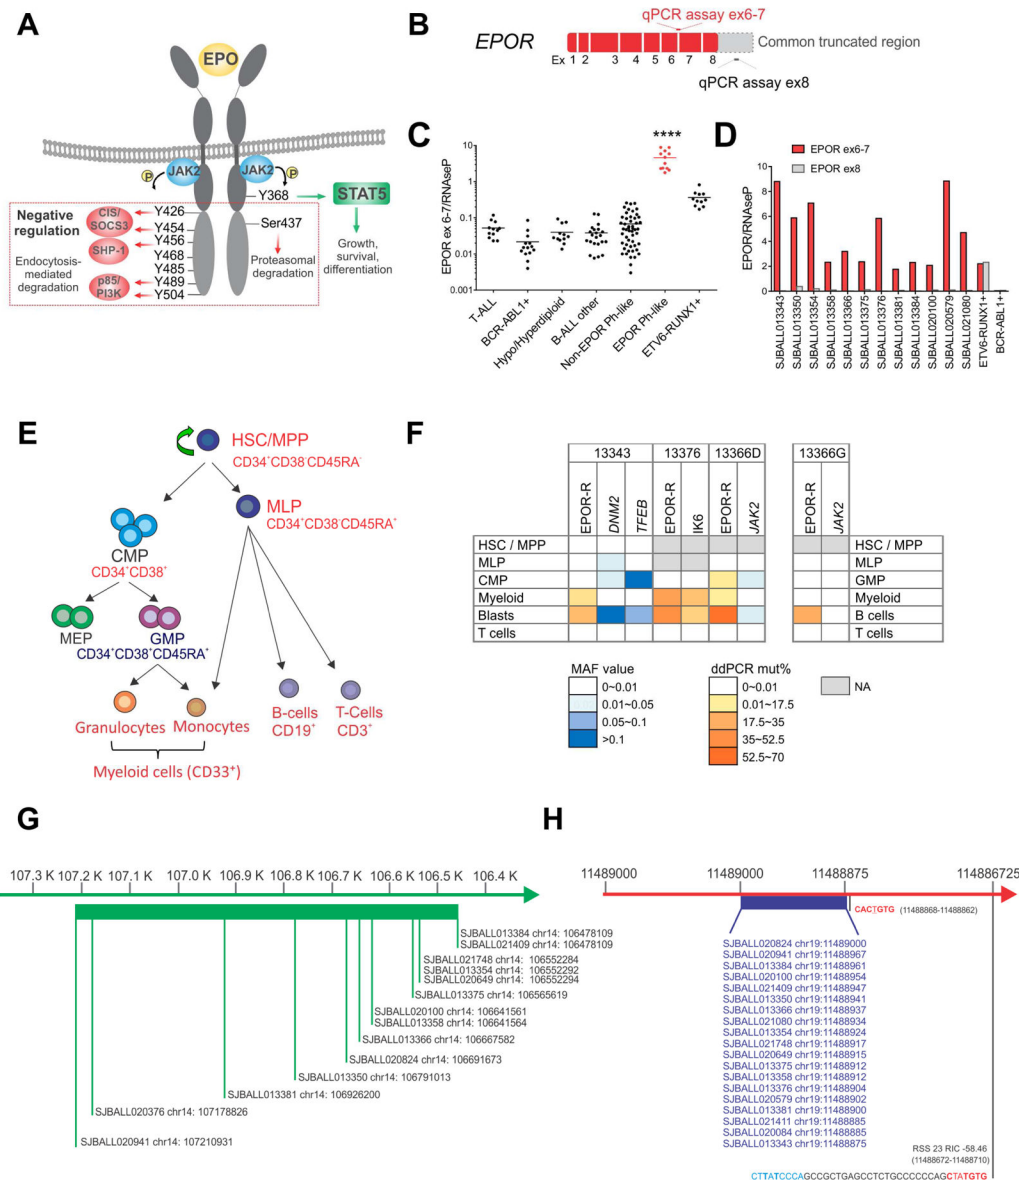 A
EPO
JAK2
JAK2
P
P
Y368
STAT5
Negative
regulation
Endocytosis-
mediated
degradation
CIS/
SOCS3
SHP-1
p85/
PI3K
Y426
Y454
Y456
Y468
Y485
Y489
Y504
Ser437
Proteasomal
degradation
Growth,
survival,
differentiation
B
qPCR assay ex6-7
EPOR
Common truncated region
Ex 1 2 3 4 5 6 7 8
qPCR assay ex8
C
****
EPOR ex 6-7/RNAseP
10
1
0.1
0.01
0.001
T-ALL
BCR-ABL1+
Hypo/Hyperdiploid
B-ALL other
Non-EPOR Ph-like
EPOR Ph-like
ETV6-RUNX1+
D
EPOR ex6-7
EPOR ex8
EPOR/RNAseP
10
8
6
4
2
0
SJBALL013343
SJBALL013350
SJBALL013354
SJBALL013358
SJBALL013366
SJBALL013375
SJBALL013376
SJBALL013381
SJBALL013384
SJBALL020100
SJBALL020579
SJBALL021080
ETV6-RUNX1+
BCR-ABL1+
E
HSC/MPP
CD34+CD38-CD45RA-
MLP
CD34+CD38-CD45RA+
CMP
CD34+CD38+
MEP
GMP
CD34+CD38+CD45RA+
Granulocytes
Monocytes
B-cells
CD19+
T-Cells
CD3+
Myeloid cells (CD33+)
F
13343 13376 13366D 13366G
EPOR-R DNM2 TFEB EPOR-R IK6 EPOR-R JAK2 EPOR-R JAK2
HSC / MPP HSC / MPP
MLP MLP
CMP GMP
Myeloid Myeloid
Blasts B cells
T cells T cells
MAF value
0~0.01
0.01~0.05
0.05~0.1
>0.1
ddPCR mut%
0~0.01
0.01~17.5
17.5~35
35~52.5
52.5~70
NA
G
107.3 K 107.2 K 107.1 K 107.0 K 106.9 K 106.8 K 106.7 K 106.6 K 106.5 K 106.4 K
SJBALL013384 chr14: 106478109
SJBALL021409 chr14: 106478109
SJBALL021748 chr14: 106552284
SJBALL013354 chr14: 106552292
SJBALL020649 chr14: 106552294
SJBALL013375 chr14: 106565619
SJBALL020100 chr14: 106641561
SJBALL013358 chr14: 106641564
SJBALL013366 chr14: 106667582
SJBALL020824 chr14: 106691673
SJBALL013350 chr14: 106791013
SJBALL013381 chr14: 106926200
SJBALL020376 chr14: 107178826
SJBALL020941 chr14: 107210931
H
11489000 11489000 11488875 114886725
CACTGTG (11488868-11488862)
SJBALL020824 chr19:11489000
SJBALL020941 chr19:11488967
SJBALL013384 chr19:11488961
SJBALL020100 chr19:11488954
SJBALL021409 chr19:11488947
SJBALL013350 chr19:11488941
SJBALL013366 chr19:11488937
SJBALL021080 chr19:11488934
SJBALL013354 chr19:11488924
SJBALL021748 chr19:11488917
SJBALL020649 chr19:11488915
SJBALL013375 chr19:11488912
SJBALL013358 chr19:11488912
SJBALL013376 chr19:11488904
SJBALL020579 chr19:11488902
SJBALL013381 chr19:11488900
SJBALL021411 chr19:11488885
SJBALL020084 chr19:11488885
SJBALL013343 chr19:11488875
RSS 23 RIC -58.46
(11488672-11488710)
CTTATCCCAGCCGCTGAGCCTCTGCCCCCCAGCTATGTG